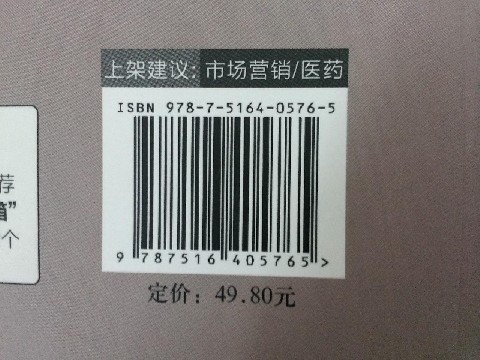 上架建议: 市场营销/医药
ISBN 978-7-5164-0576-5
9 787516 405765 >
定价: 49.80元
荐
箱”
个